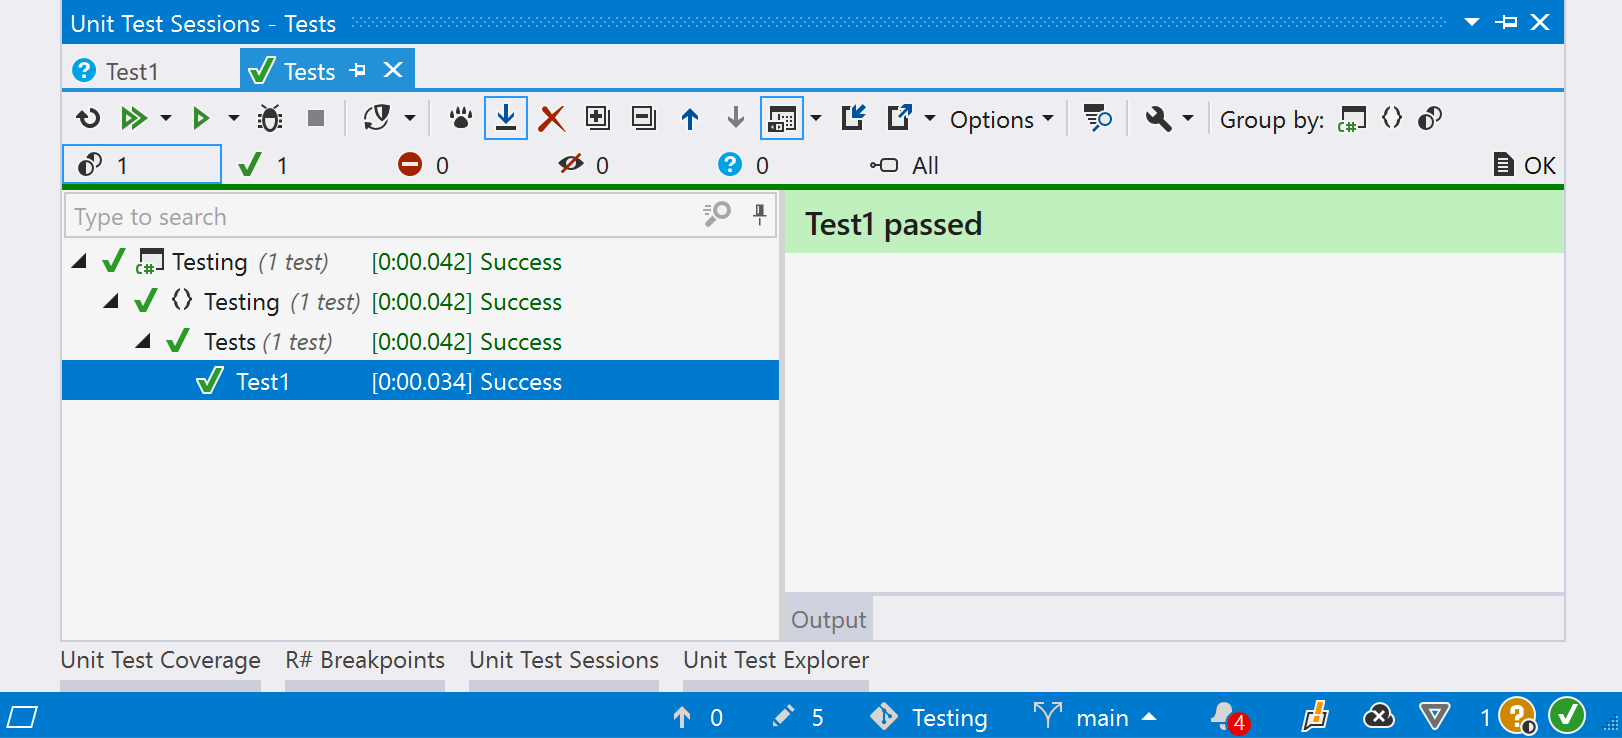 Unit Test Sessions - Tests
Test1 Tests
Options Group by: C#
1 1 0 0 ? 0 All OK
Type to search
Test1 passed
C# Testing (1 test) [0:00.042] Success
Testing (1 test) [0:00.042] Success
Tests (1 test) [0:00.042] Success
Test1 [0:00.034] Success
Output
Unit Test Coverage R# Breakpoints Unit Test Sessions Unit Test Explorer
0 5 Testing main 4 1 ?